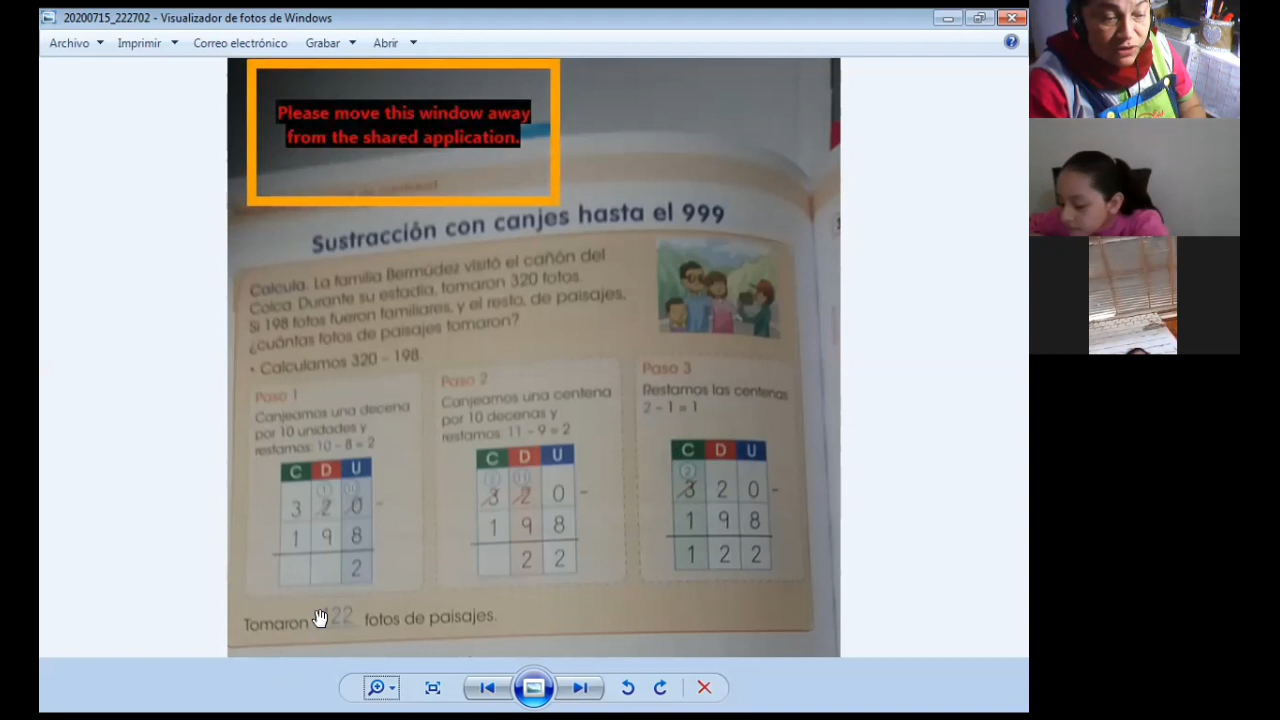 20200715_222702 - Visualizador de fotos de Windows
Archivo Imprimir Correo electrónico Grabar Abrir
Please move this window away
from the shared application.
Sustracción con canjes hasta el 999
Calcula. La familia Bermúdez visitó el cañón del
Colca. Durante su estadía, tomaron 320 fotos.
Si 198 fotos fueron familiares, y el resto, de paisajes,
¿cuántas fotos de paisajes tomaron?
• Calculamos 320 - 198.
Paso 1
Canjeamos una decena
por 10 unidades y
restamos: 10 - 8 = 2
C D U
1 10
3 2 0 -
1 9 8
2
Paso 2
Canjeamos una centena
por 10 decenas y
restamos: 11 - 9 = 2
C D U
2 11
3 2 0 -
1 9 8
2 2
Paso 3
Restamos las centenas
2 - 1 = 1
C D U
2
3 2 0 -
1 9 8
1 2 2
Tomaron 122 fotos de paisajes.